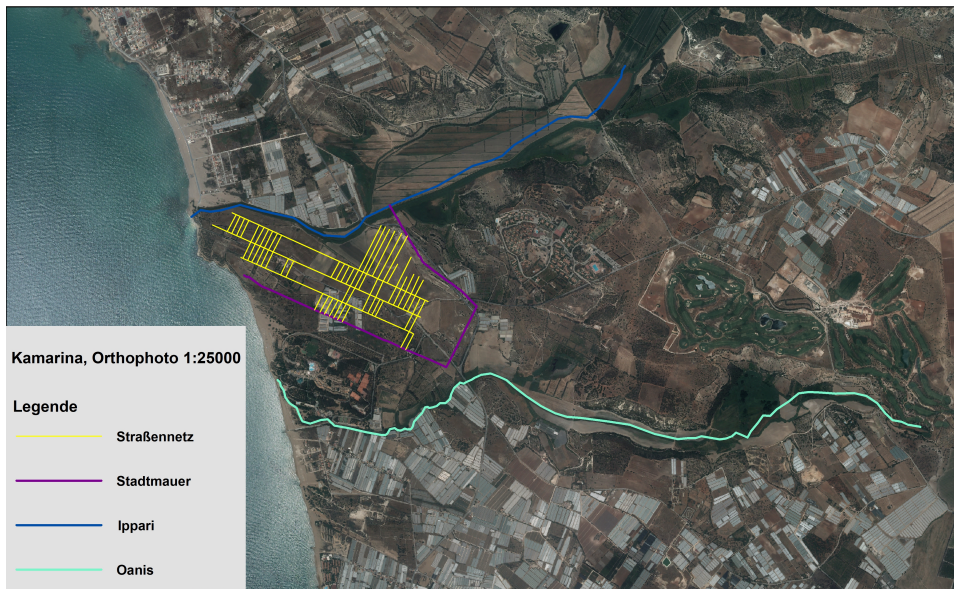 Kamarina, Orthophoto 1:25000
Legende
Straßennetz
Stadtmauer
Ippari
Oanis